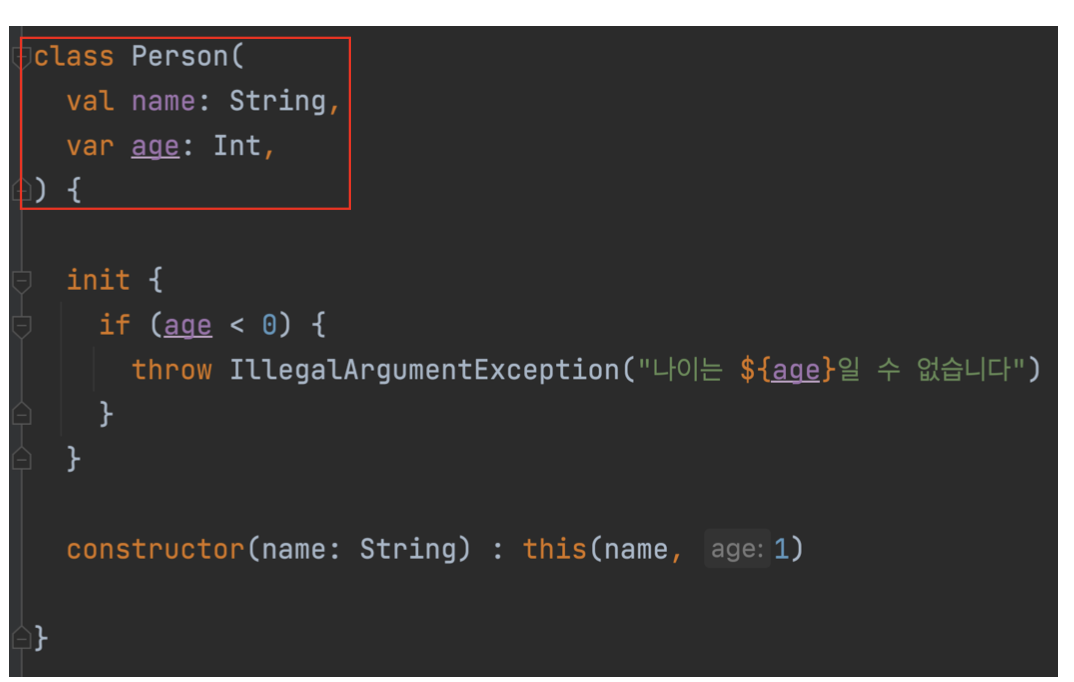 class Person(
val name: String,
var age: Int,
) {
init {
if (age < 0) {
throw IllegalArgumentException("나이는 ${age}일 수 없습니다")
}
}
constructor(name: String) : this(name, age: 1)
}